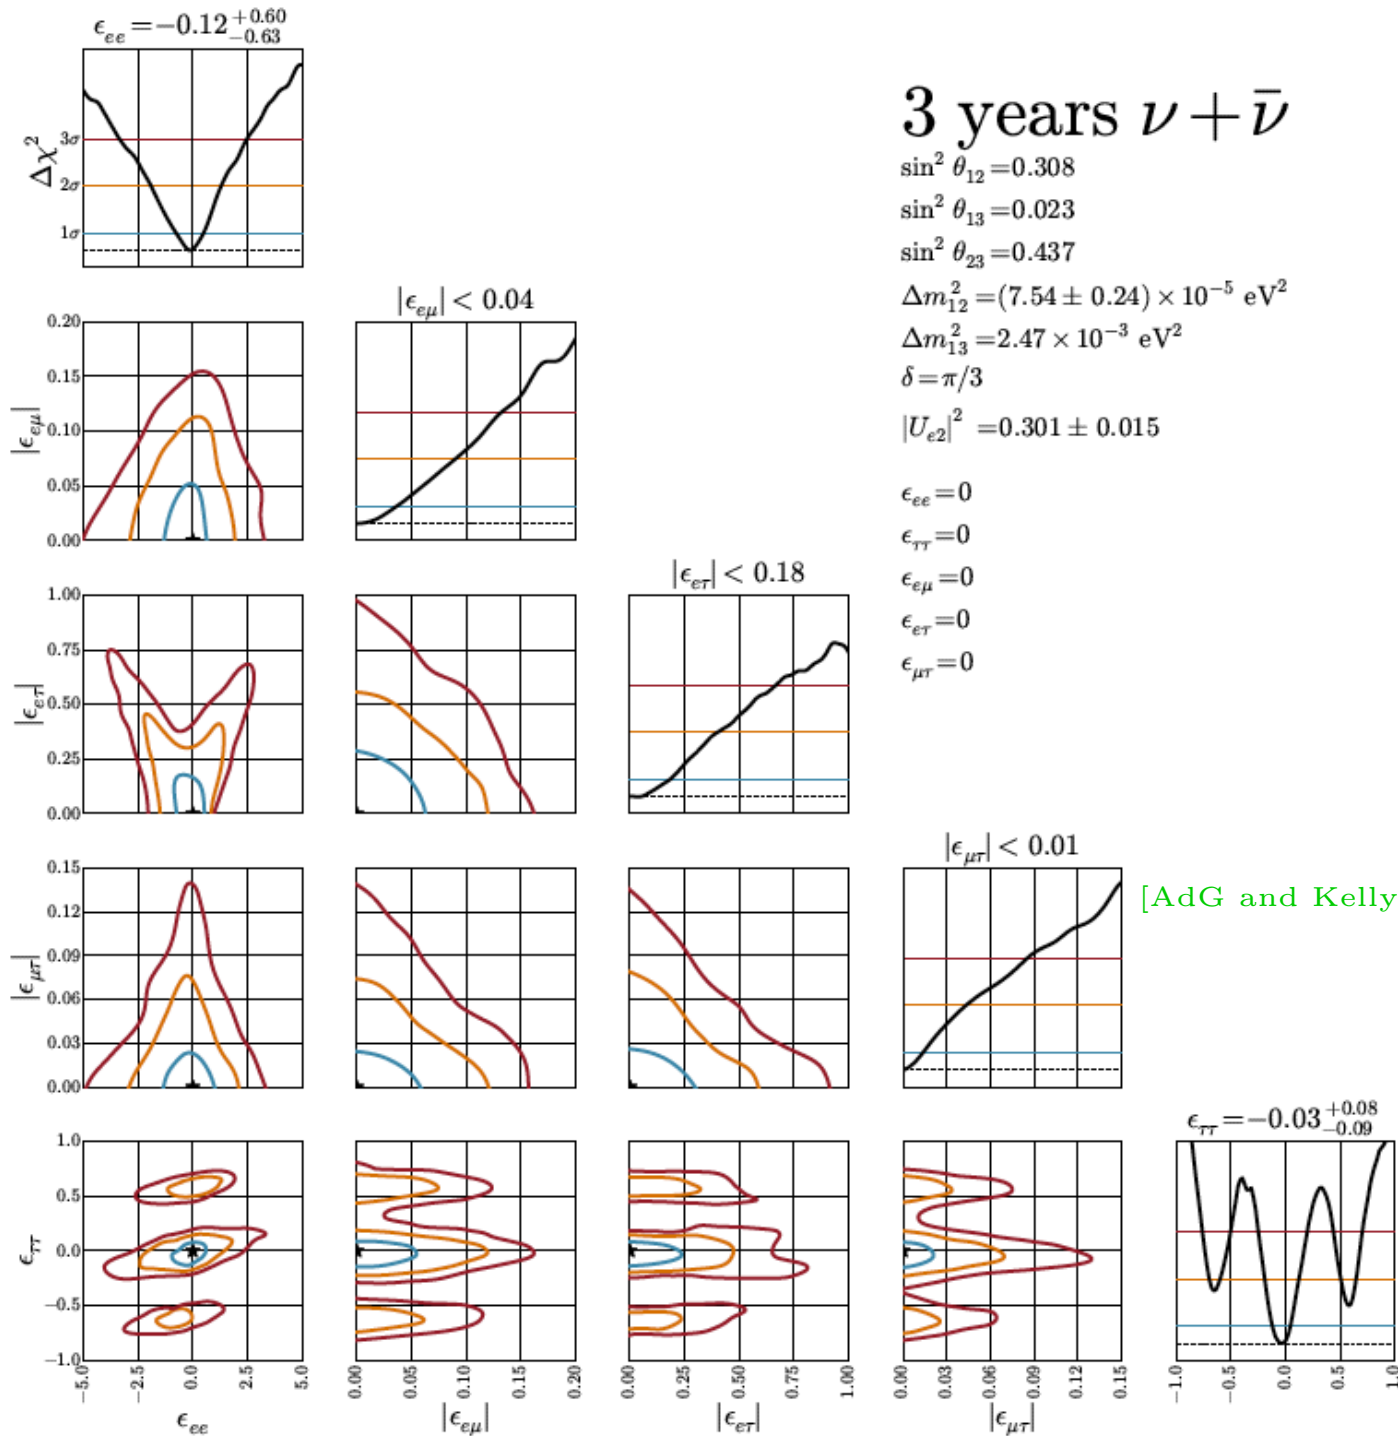 ϵ_ee = −0.12 +0.60 −0.63
3 years ν + ν̄
sin² θ₁₂ = 0.308
sin² θ₁₃ = 0.023
sin² θ₂₃ = 0.437
Δm²₁₂ = (7.54 ± 0.24) × 10⁻⁵ eV²
Δm²₁₃ = 2.47 × 10⁻³ eV²
δ = π/3
|U_e2|² = 0.301 ± 0.015
ϵ_ee = 0
ϵ_ττ = 0
ϵ_eμ = 0
ϵ_eτ = 0
ϵ_μτ = 0
Δχ²
3σ
2σ
1σ
|ϵ_eμ| < 0.04
|ϵ_eμ|
0.20
0.15
0.10
0.05
0.00
|ϵ_eτ| < 0.18
|ϵ_eτ|
1.00
0.75
0.50
0.25
0.00
|ϵ_μτ| < 0.01
[AdG and Kelly
|ϵ_μτ|
0.15
0.12
0.09
0.06
0.03
0.00
ϵ_ττ = −0.03 +0.08 −0.09
ϵ_ττ
1.0
0.5
0.0
−0.5
−1.0
−5.0 −2.5 0.0 2.5 5.0
0.00 0.05 0.10 0.15 0.20
0.00 0.25 0.50 0.75 1.00
0.00 0.03 0.06 0.09 0.12 0.15
−1.0 −0.5 0.0 0.5 1.0
ϵ_ee
|ϵ_eμ|
|ϵ_eτ|
|ϵ_μτ|